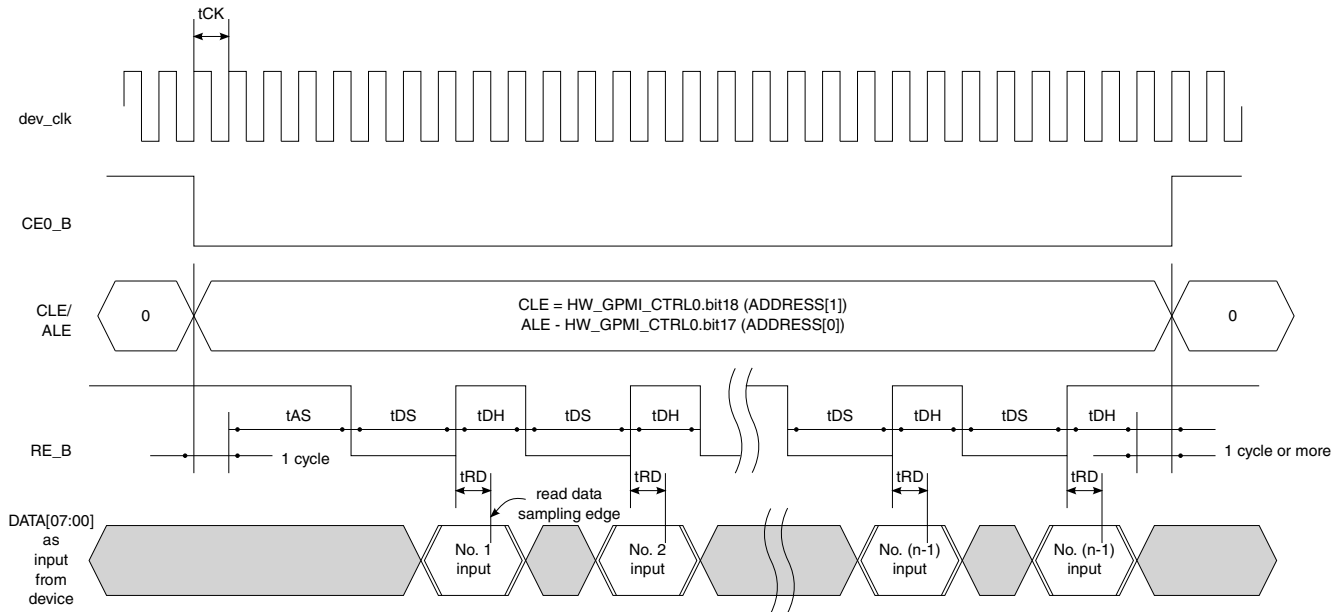 tCK
dev_clk
CE0_B
CLE/
ALE
0
CLE = HW_GPMI_CTRL0.bit18 (ADDRESS[1])
ALE - HW_GPMI_CTRL0.bit17 (ADDRESS[0])
0
RE_B
tAS
tDS
tDH
tDS
tDH
tDS
tDH
tDS
tDH
1 cycle
1 cycle or more
tRD
tRD
tRD
tRD
read data
sampling edge
DATA[07:00]
as
input
from
device
No. 1
input
No. 2
input
No. (n-1)
input
No. (n-1)
input